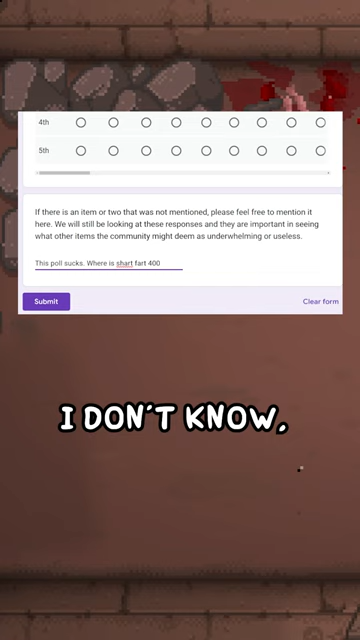 4th
5th
If there is an item or two that was not mentioned, please feel free to mention it
here. We will still be looking at these responses and they are important in seeing
what other items the community might deem as underwhelming or useless.
This poll sucks. Where is shart fart 400
Submit
Clear form
I DON'T KNOW.